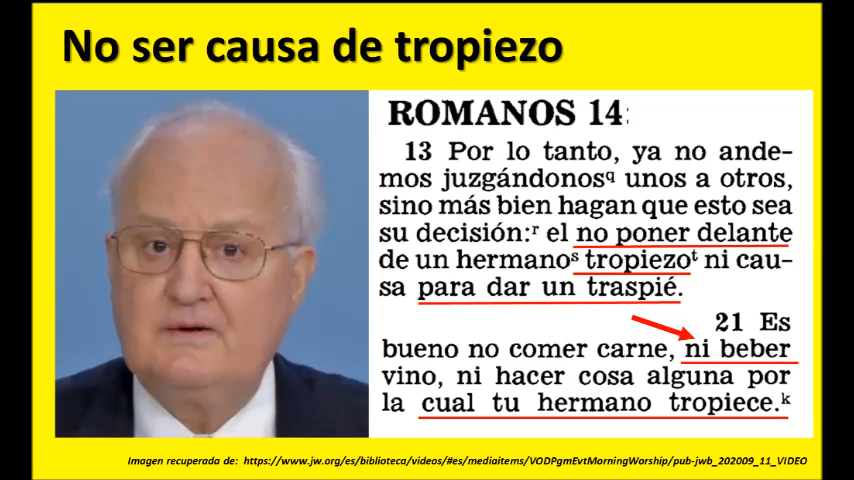 No ser causa de tropiezo
ROMANOS 14:
13 Por lo tanto, ya no ande-
mos juzgándonosq unos a otros,
sino más bien hagan que esto sea
su decisión:r el no poner delante
de un hermanos tropiezot ni cau-
sa para dar un traspié.
21 Es
bueno no comer carne, ni beber
vino, ni hacer cosa alguna por
la cual tu hermano tropiece.k
Imagen recuperada de: https://www.jw.org/es/biblioteca/videos/#es/mediaitems/VODPgmEvtMorningWorship/pub-jwb_202009_11_VIDEO